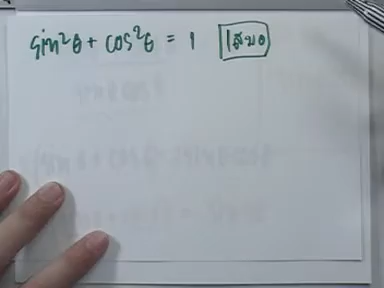 sin²θ + cos²θ = 1 เสมอ